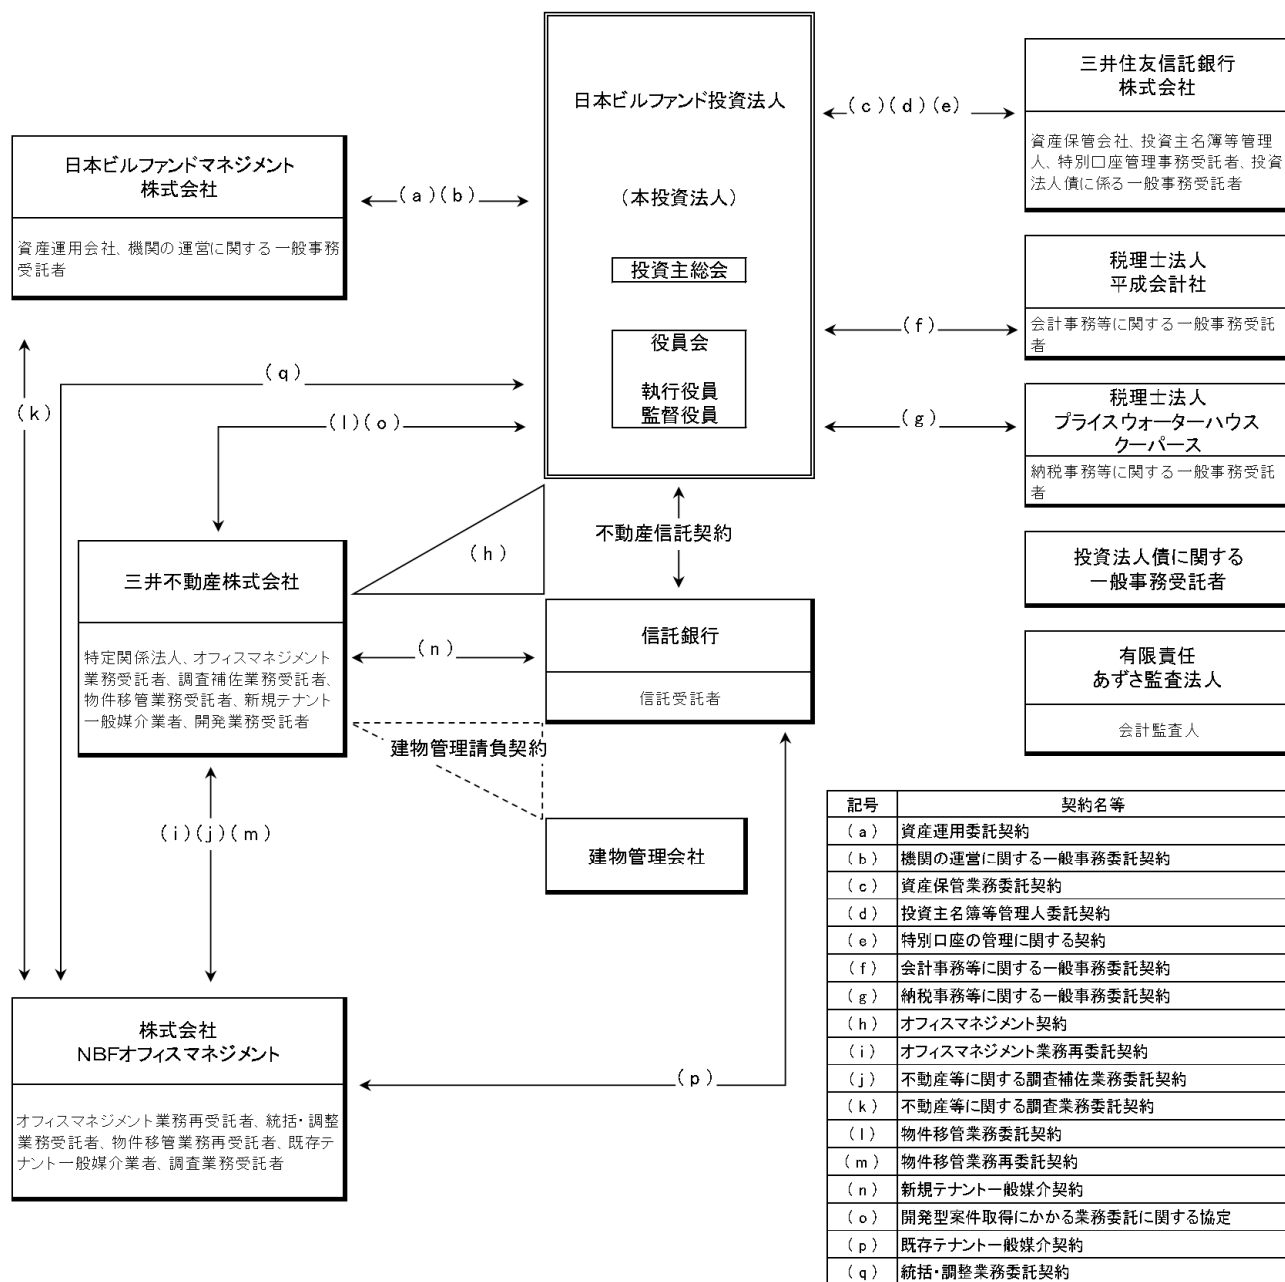 日本ビルファンド投資法人
（本投資法人）
投資主総会
役員会
執行役員
監督役員
日本ビルファンドマネジメント
株式会社
資産運用会社、機関の運営に関する一般事務
受託者
(a)(b)
(c)(d)(e)
三井住友信託銀行
株式会社
資産保管会社、投資主名簿等管理
人、特別口座管理事務受託者、投資
法人債に係る一般事務受託者
(f)
税理士法人
平成会計社
会計事務等に関する一般事務受託
者
(g)
税理士法人
プライスウォーターハウス
クーパース
納税事務等に関する一般事務受託
者
(k)
(q)
(l)(o)
(h)
不動産信託契約
投資法人債に関する
一般事務受託者
三井不動産株式会社
特定関係法人、オフィスマネジメント
業務受託者、調査補佐業務受託者、
物件移管業務受託者、新規テナント
一般媒介業者、開発業務受託者
(n)
信託銀行
信託受託者
有限責任
あずさ監査法人
会計監査人
建物管理請負契約
(i)(j)(m)
建物管理会社
株式会社
NBFオフィスマネジメント
オフィスマネジメント業務再受託者、統括・調整
業務受託者、物件移管業務再受託者、既存テ
ナント一般媒介業者、調査業務受託者
(p)
記号 契約名等
(a) 資産運用委託契約
(b) 機関の運営に関する一般事務委託契約
(c) 資産保管業務委託契約
(d) 投資主名簿等管理人委託契約
(e) 特別口座の管理に関する契約
(f) 会計事務等に関する一般事務委託契約
(g) 納税事務等に関する一般事務委託契約
(h) オフィスマネジメント契約
(i) オフィスマネジメント業務再委託契約
(j) 不動産等に関する調査補佐業務委託契約
(k) 不動産等に関する調査業務委託契約
(l) 物件移管業務委託契約
(m) 物件移管業務再委託契約
(n) 新規テナント一般媒介契約
(o) 開発型案件取得にかかる業務委託に関する協定
(p) 既存テナント一般媒介契約
(q) 統括・調整業務委託契約